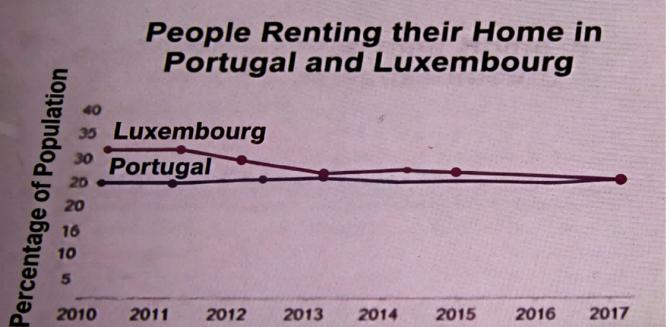 People Renting their Home in
Portugal and Luxembourg
Percentage of Population
40
35
Luxembourg
30
Portugal
20
20
16
10
5
2010 2011 2012 2013 2014 2015 2016 2017